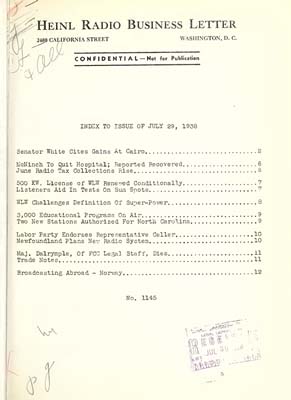 HEINL RADIO BUSINESS LETTER
2400 CALIFORNIA STREET WASHINGTON, D. C.
CONFIDENTIAL—Not for Publication
INDEX TO ISSUE OF JULY 29, 1938
Senator White Cites Gains At Cairo.....2
McNinch To Quit Hospital; Reported Recovered.....6
June Radio Tax Collections Rise.....6
500 KW. License of WLW Renewed Conditionally.....7
Listeners Aid In Tests On Sun Spots.....7
WLW Challenges Definition Of Super-Power.....8
3,000 Educational Programs On Air.....9
Two New Stations Authorized For North Carolina.....9
Labor Party Endorses Representative Celler.....10
Newfoundland Plans New Radio System.....10
Maj. Dalrymple, Of FCC Legal Staff, Dies.....11
Trade Notes.....11
Broadcasting Abroad - Norway.....12
No. 1145